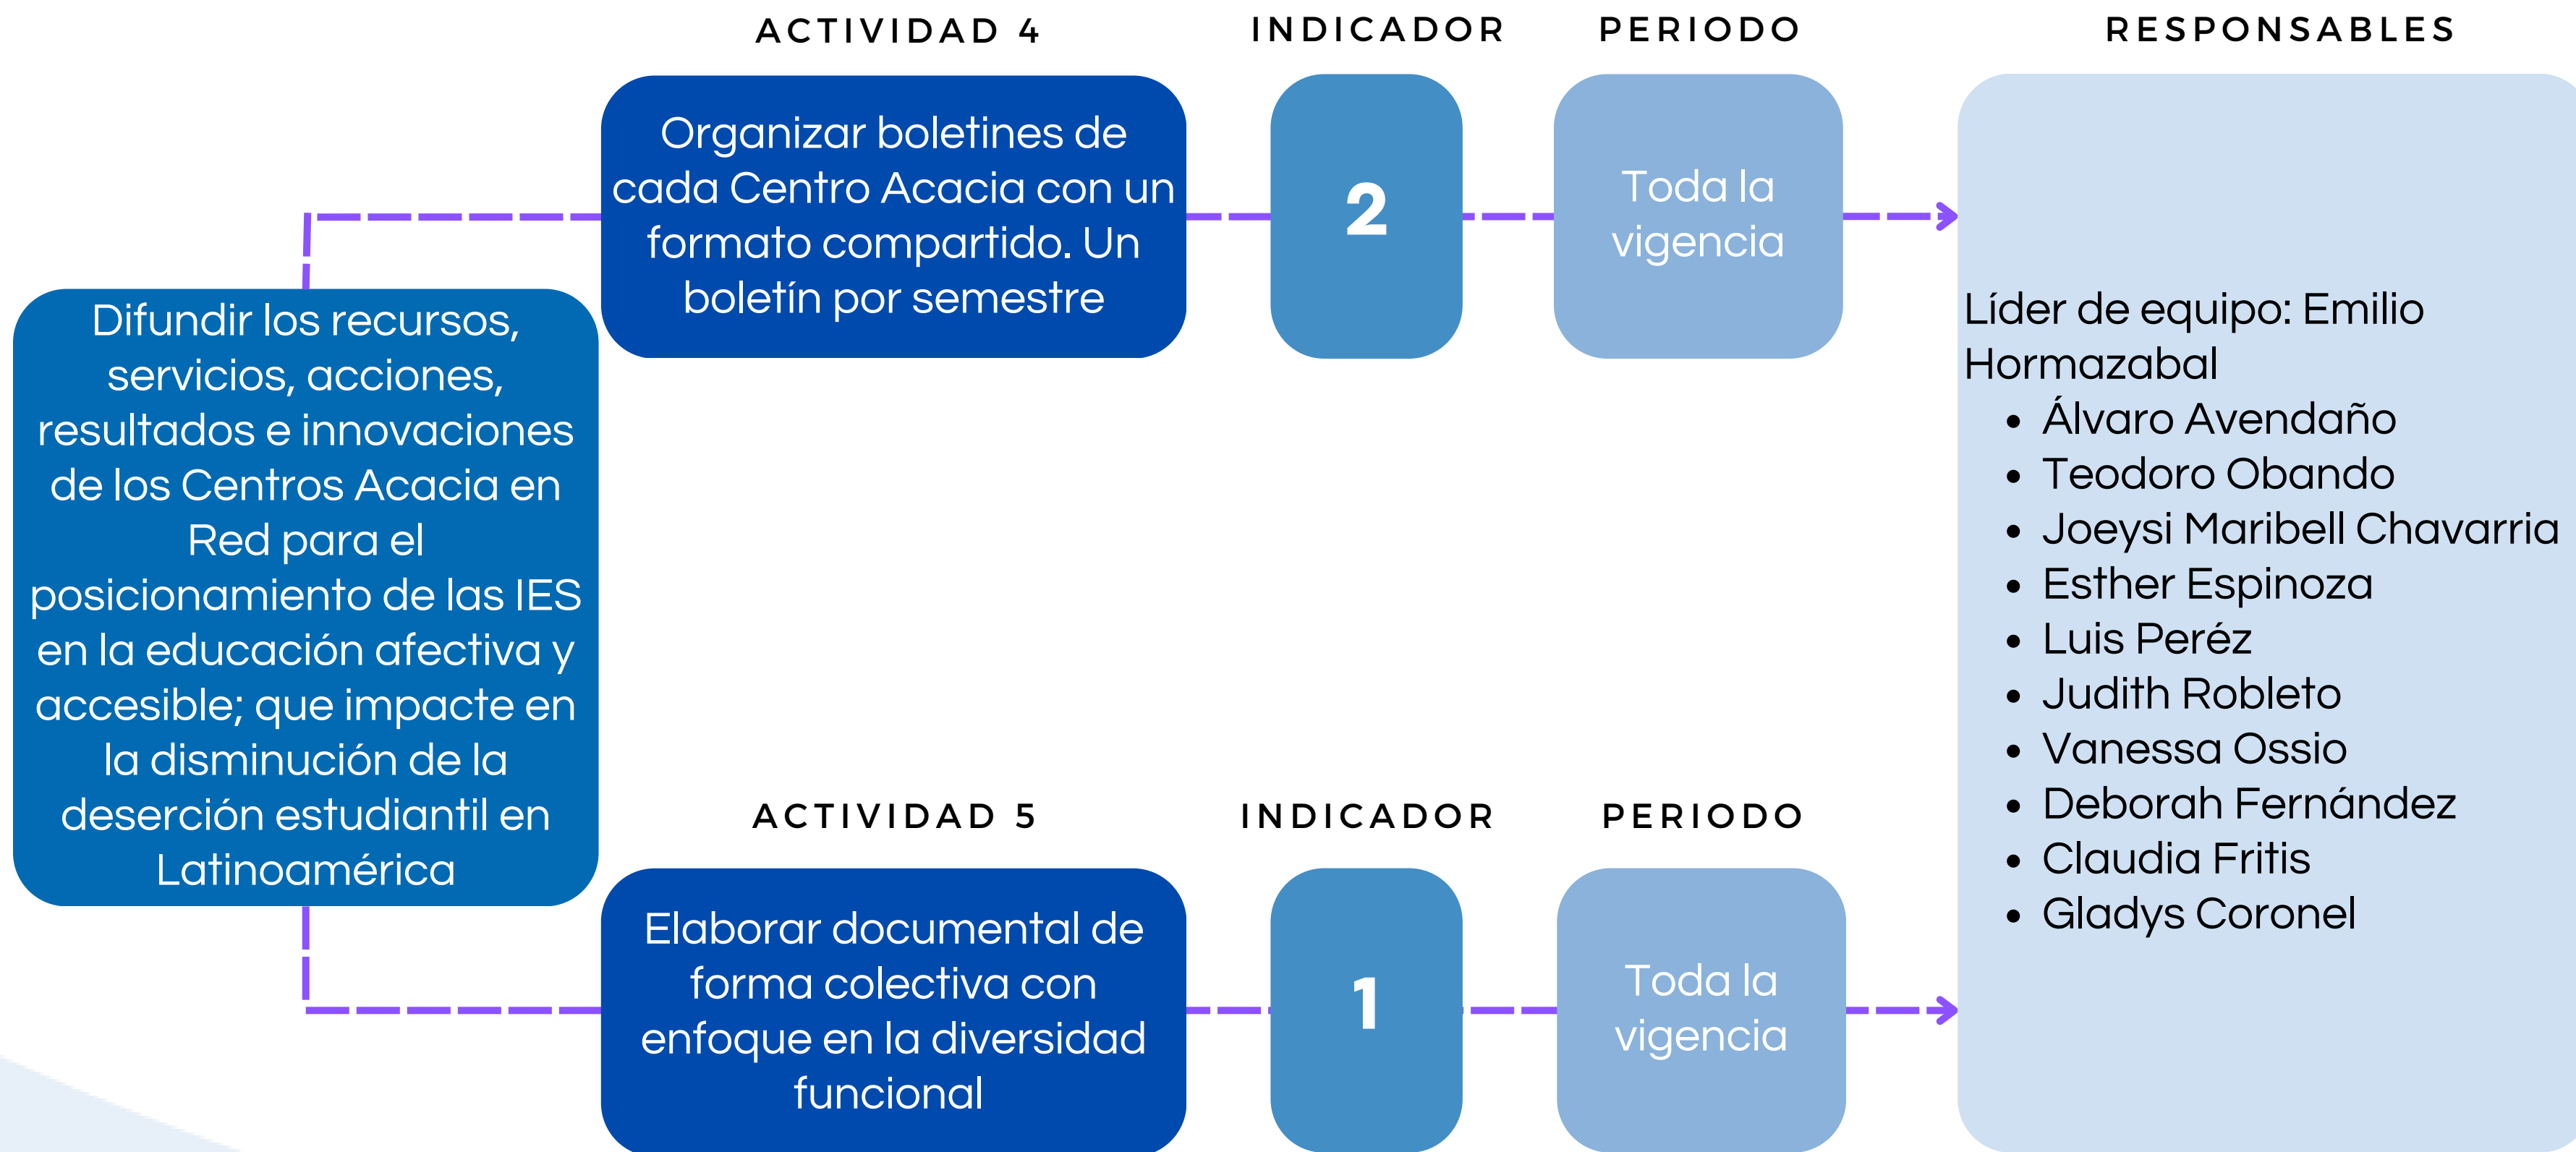 Difundir los recursos,
servicios, acciones,
resultados e innovaciones
de los Centros Acacia en
Red para el
posicionamiento de las IES
en la educación afectiva y
accesible; que impacte en
la disminución de la
deserción estudiantil en
Latinoamérica
ACTIVIDAD 4
Organizar boletines de
cada Centro Acacia con un
formato compartido. Un
boletín por semestre
INDICADOR
2
PERIODO
Toda la
vigencia
ACTIVIDAD 5
Elaborar documental de
forma colectiva con
enfoque en la diversidad
funcional
INDICADOR
1
PERIODO
Toda la
vigencia
RESPONSABLES
Líder de equipo: Emilio
Hormazabal
• Álvaro Avendaño
• Teodoro Obando
• Joeysi Maribell Chavarria
• Esther Espinoza
• Luis Peréz
• Judith Robleto
• Vanessa Ossio
• Deborah Fernández
• Claudia Fritis
• Gladys Coronel